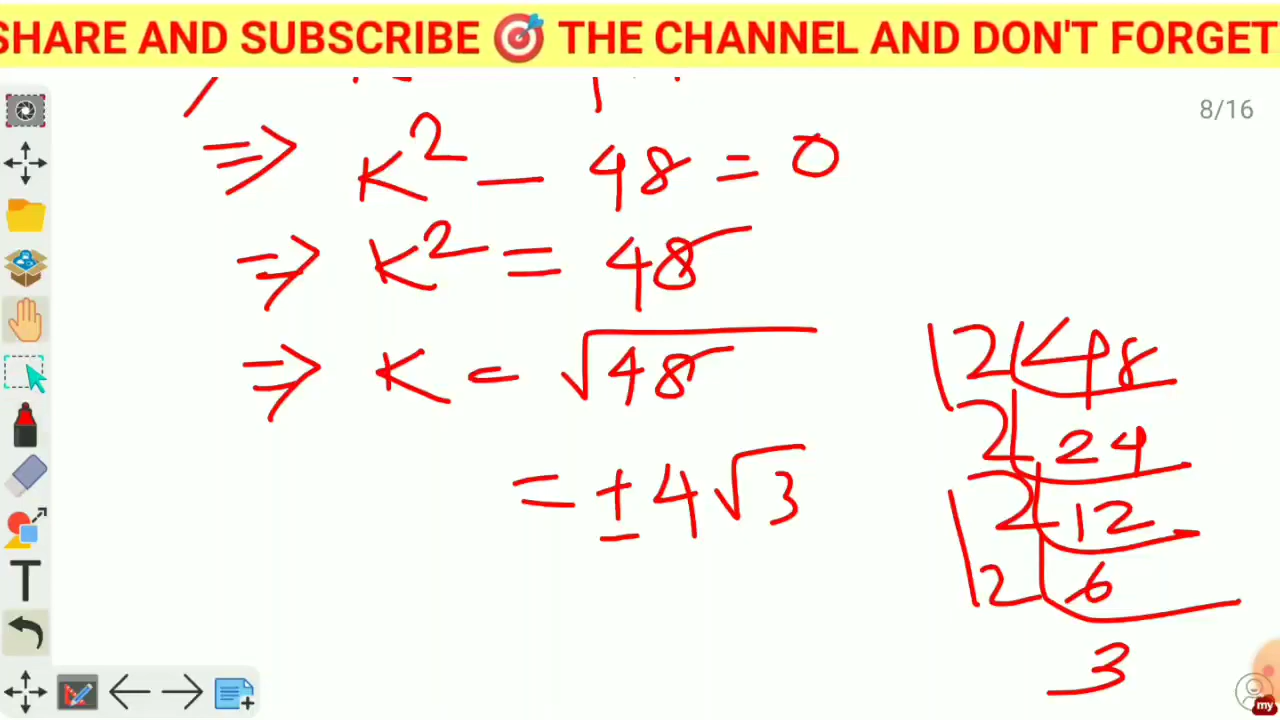 SHARE AND SUBSCRIBE 🎯 THE CHANNEL AND DON'T FORGET
8/16
⇒ K² - 48 = 0
⇒ K² = 48
⇒ K = √48
= ± 4√3
2 48
2 24
2 12
2 6
3
T
my